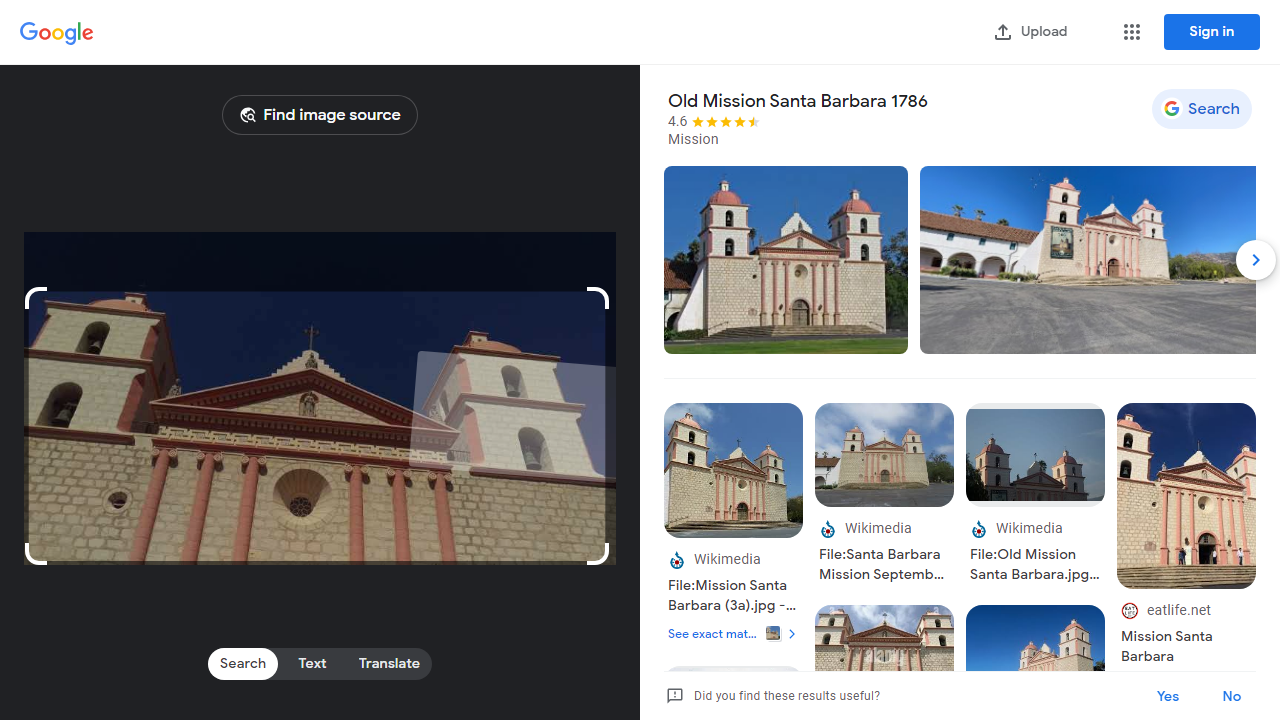 Google
Upload
Sign in
Find image source
Search
Text
Translate
Old Mission Santa Barbara 1786
4.6
Mission
Search
Wikimedia
File:Mission Santa
Barbara (3a).jpg -...
See exact mat...
Wikimedia
File:Santa Barbara
Mission Septemb...
Wikimedia
File:Old Mission
Santa Barbara.jpg...
eatlife.net
Mission Santa
Barbara
Did you find these results useful?
Yes
No